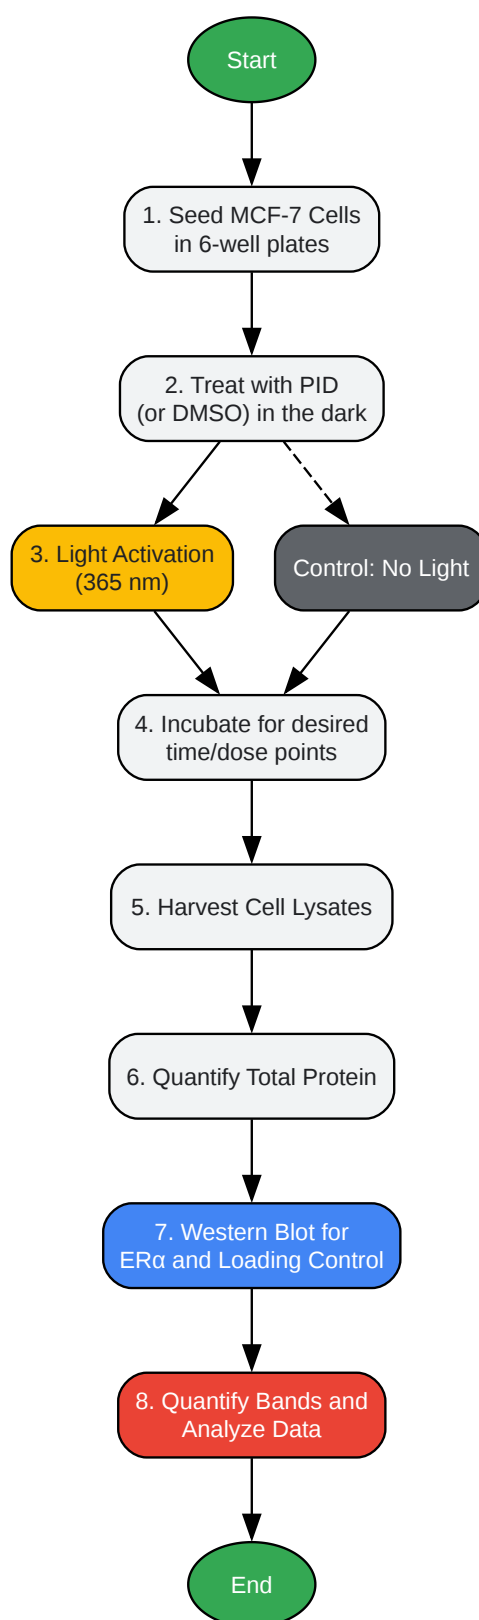 Start
1. Seed MCF-7 Cells
in 6-well plates
2. Treat with PID
(or DMSO) in the dark
3. Light Activation
(365 nm)
Control: No Light
4. Incubate for desired
time/dose points
5. Harvest Cell Lysates
6. Quantify Total Protein
7. Western Blot for
ERα and Loading Control
8. Quantify Bands and
Analyze Data
End